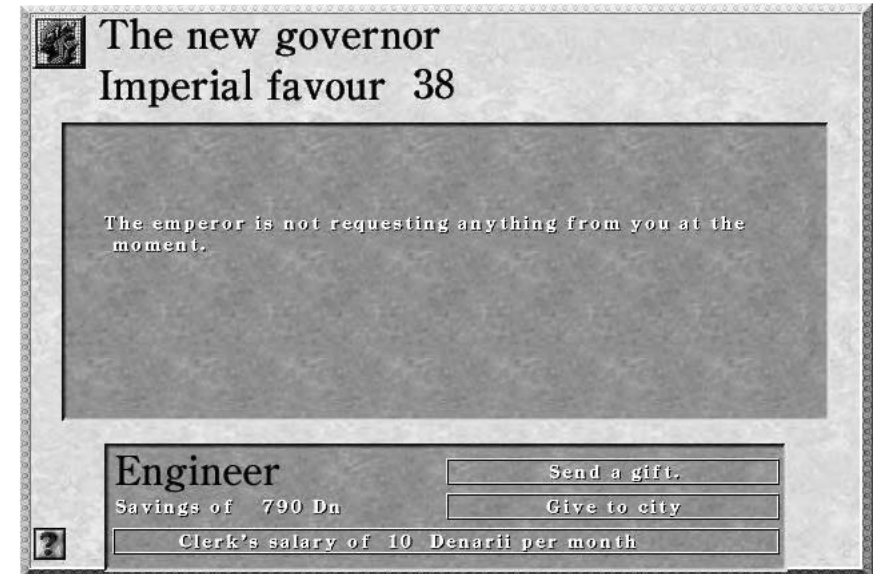 The new governor
Imperial favour 38
The emperor is not requesting anything from you at the
moment.
Engineer
Send a gift.
Savings of 790 Dn
Give to city
?
Clerk's salary of 10 Denarii per month